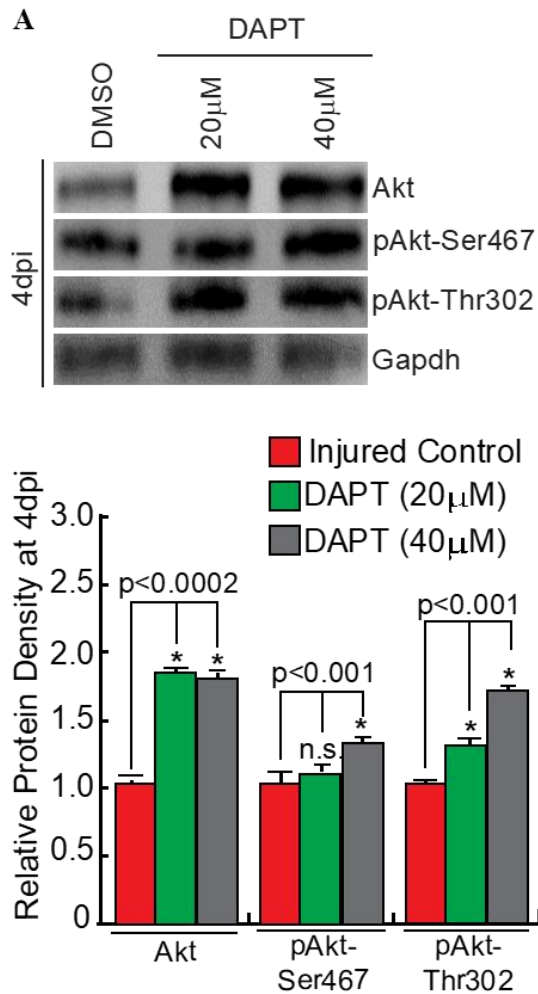 A
DAPT
DMSO
20μM
40μM
4dpi
Akt
pAkt-Ser467
pAkt-Thr302
Gapdh
Injured Control
DAPT (20μM)
DAPT (40μM)
Relative Protein Density at 4dpi
3.0
2.5
2.0
1.5
1.0
0.5
0
p<0.0002
* *
p<0.001
n.s. *
p<0.001
* *
Akt
pAkt-
Ser467
pAkt-
Thr302